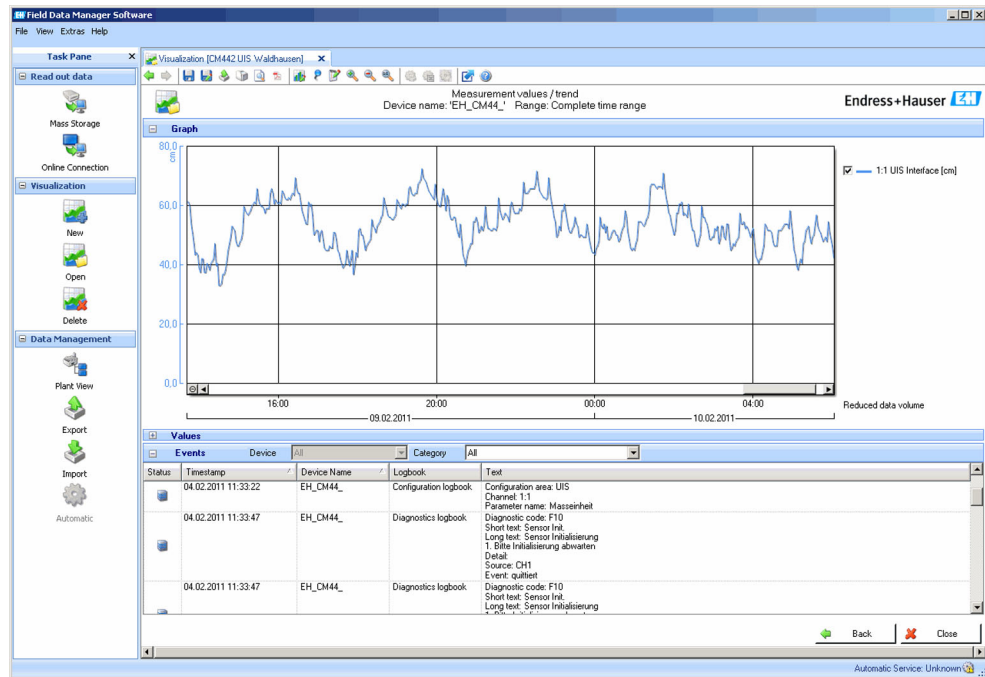 Field Data Manager Software
File View Extras Help
Task Pane
Read out data
Mass Storage
Online Connection
Visualization
New
Open
Delete
Data Management
Plant View
Export
Import
Automatic
Visualization [CM442 UIS Waldhausen]
Measurement values / trend
Device name: 'EH_CM44_' Range: Complete time range
Endress+Hauser EH
Graph
80,0
cm
60,0
40,0
20,0
0,0
16:00 20:00 00:00 04:00
09.02.2011 10.02.2011
1:1 UIS Interface [cm]
Reduced data volume
Values
Events Device All Category All
Status Timestamp Device Name Logbook Text
04.02.2011 11:33:22 EH_CM44_ Configuration logbook Configuration area: UIS
Channel: 1:1
Parameter name: Masseinheit
04.02.2011 11:33:47 EH_CM44_ Diagnostics logbook Diagnostic code: F10
Short text: Sensor Init.
Long text: Sensor Initialisierung
1. Bitte Initialisierung abwarten
Detail:
Source: CH1
Event: quittiert
04.02.2011 11:33:47 EH_CM44_ Diagnostics logbook Diagnostic code: F10
Short text: Sensor Init.
Long text: Sensor Initialisierung
Back Close
Automatic Service: Unknown